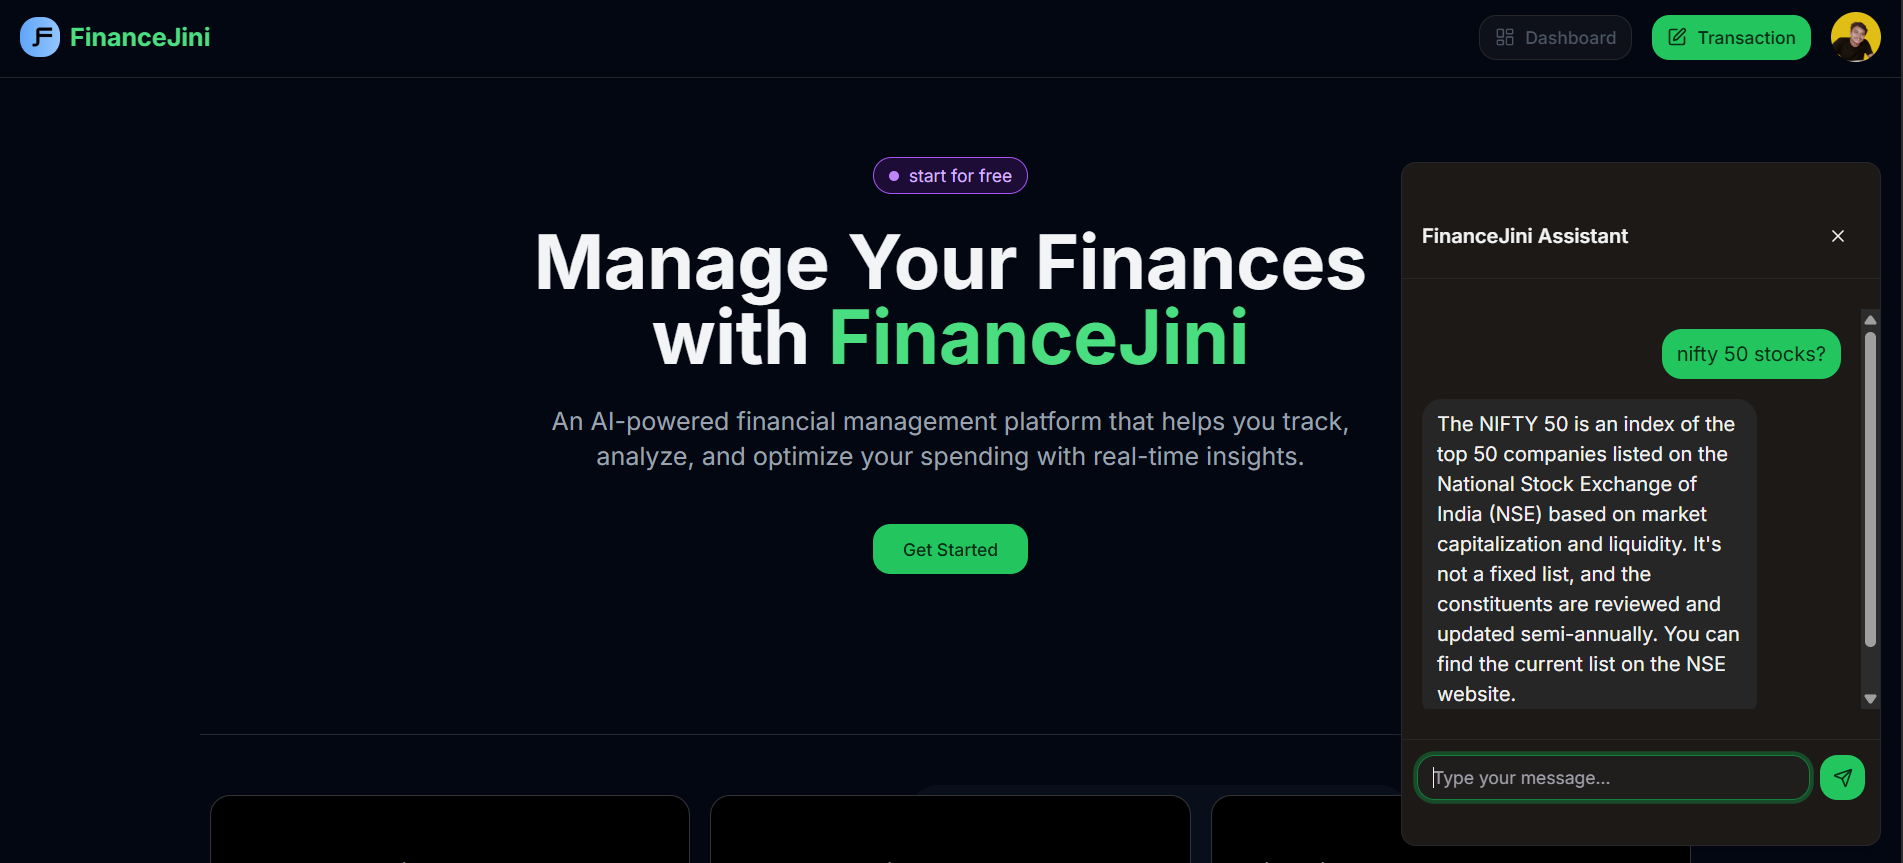 FinanceJini
Dashboard
Transaction
start for free
Manage Your Finances
with FinanceJini
An AI-powered financial management platform that helps you track,
analyze, and optimize your spending with real-time insights.
Get Started
FinanceJini Assistant
nifty 50 stocks?
The NIFTY 50 is an index of the
top 50 companies listed on the
National Stock Exchange of
India (NSE) based on market
capitalization and liquidity. It's
not a fixed list, and the
constituents are reviewed and
updated semi-annually. You can
find the current list on the NSE
website.
Type your message...